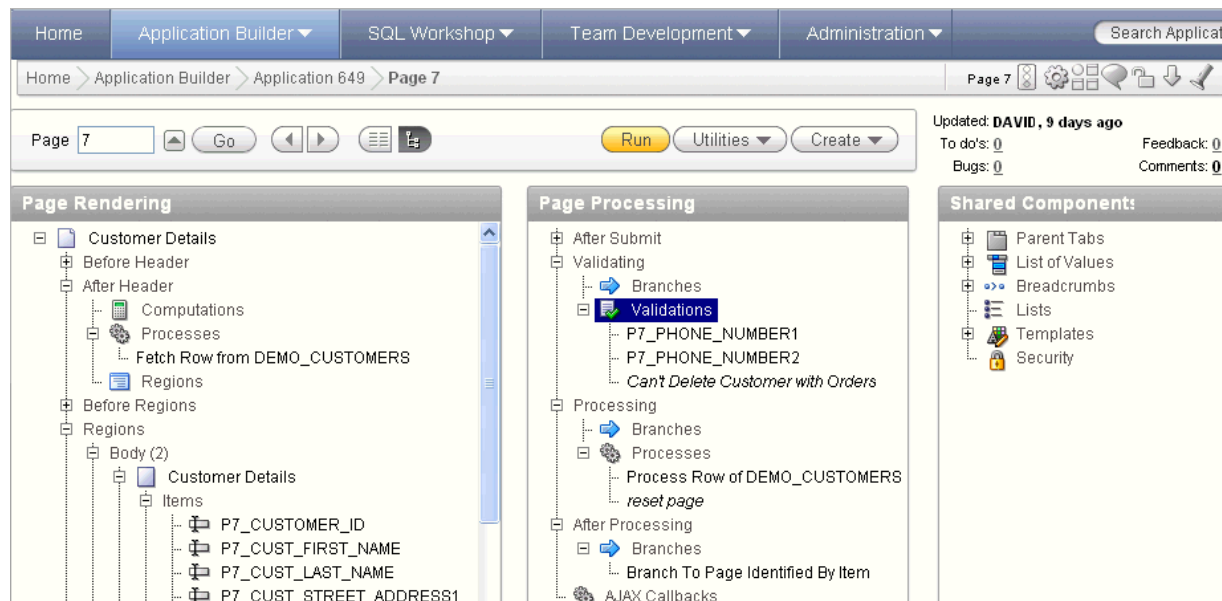 Home Application Builder SQL Workshop Team Development Administration Search Applicat
Home Application Builder Application 649 Page 7 Page 7
Page 7 Go Run Utilities Create
Updated: DAVID, 9 days ago
To do's: 0 Feedback: 0
Bugs: 0 Comments: 0
Page Rendering
Customer Details
Before Header
After Header
Computations
Processes
Fetch Row from DEMO_CUSTOMERS
Regions
Before Regions
Regions
Body (2)
Customer Details
Items
P7_CUSTOMER_ID
P7_CUST_FIRST_NAME
P7_CUST_LAST_NAME
P7_CUST_STREET_ADDRESS1
Page Processing
After Submit
Validating
Branches
Validations
P7_PHONE_NUMBER1
P7_PHONE_NUMBER2
Can't Delete Customer with Orders
Processing
Branches
Processes
Process Row of DEMO_CUSTOMERS
reset page
After Processing
Branches
Branch To Page Identified By Item
AJAX Callbacks
Shared Components
Parent Tabs
List of Values
Breadcrumbs
Lists
Templates
Security